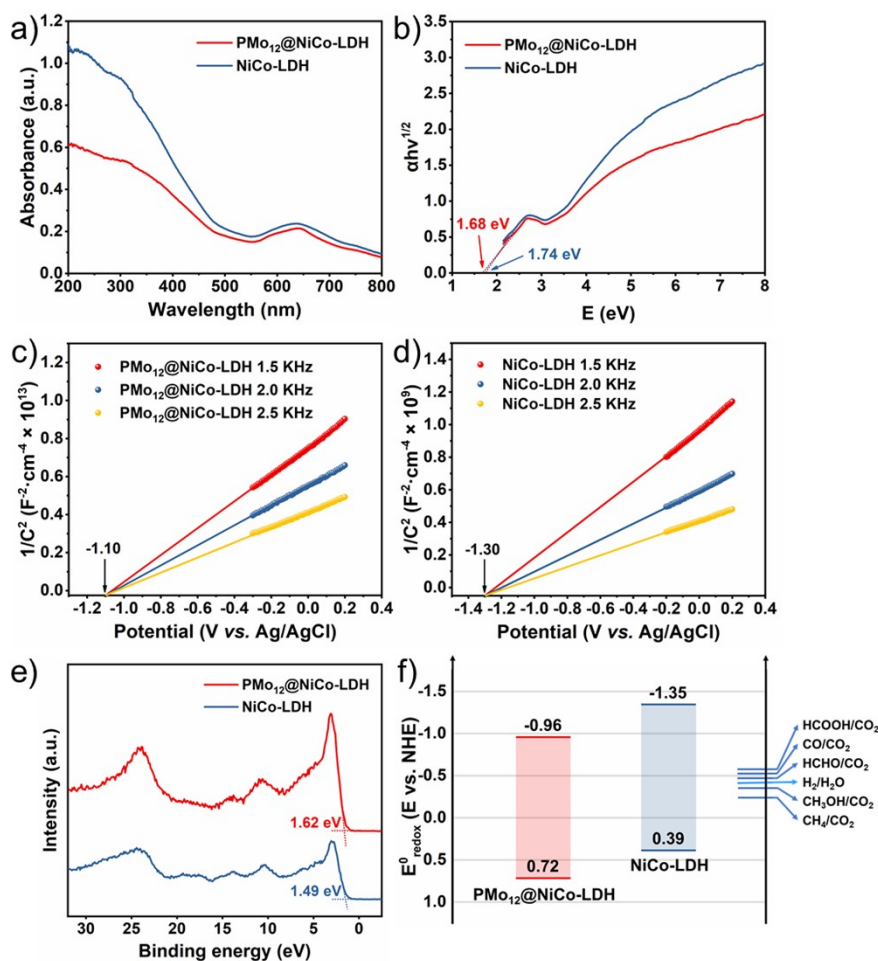 a)
PMo12@NiCo-LDH
NiCo-LDH
Absorbance (a.u.)
1.2
1.0
0.8
0.6
0.4
0.2
0.0
200 300 400 500 600 700 800
Wavelength (nm)
b)
PMo12@NiCo-LDH
NiCo-LDH
αhv1/2
3.5
3.0
2.5
2.0
1.5
1.0
0.5
0.0
1.68 eV
1.74 eV
1 2 3 4 5 6 7 8
E (eV)
c)
PMo12@NiCo-LDH 1.5 KHz
PMo12@NiCo-LDH 2.0 KHz
PMo12@NiCo-LDH 2.5 KHz
1/C2 (F-2·cm-4 × 1013)
1.2
1.0
0.8
0.6
0.4
0.2
0.0
-1.10
-1.2 -1.0 -0.8 -0.6 -0.4 -0.2 0.0 0.2 0.4
Potential (V vs. Ag/AgCl)
d)
NiCo-LDH 1.5 KHz
NiCo-LDH 2.0 KHz
NiCo-LDH 2.5 KHz
1/C2 (F-2·cm-4 × 109)
1.4
1.2
1.0
0.8
0.6
0.4
0.2
0.0
-1.30
-1.4 -1.2 -1.0 -0.8 -0.6 -0.4 -0.2 0.0 0.2 0.4
Potential (V vs. Ag/AgCl)
e)
PMo12@NiCo-LDH
NiCo-LDH
Intensity (a.u.)
1.62 eV
1.49 eV
30 25 20 15 10 5 0
Binding energy (eV)
f)
E0redox (E vs. NHE)
-1.5
-1.0
-0.5
0.0
0.5
1.0
-0.96
0.72
PMo12@NiCo-LDH
-1.35
0.39
NiCo-LDH
HCOOH/CO2
CO/CO2
HCHO/CO2
H2/H2O
CH3OH/CO2
CH4/CO2